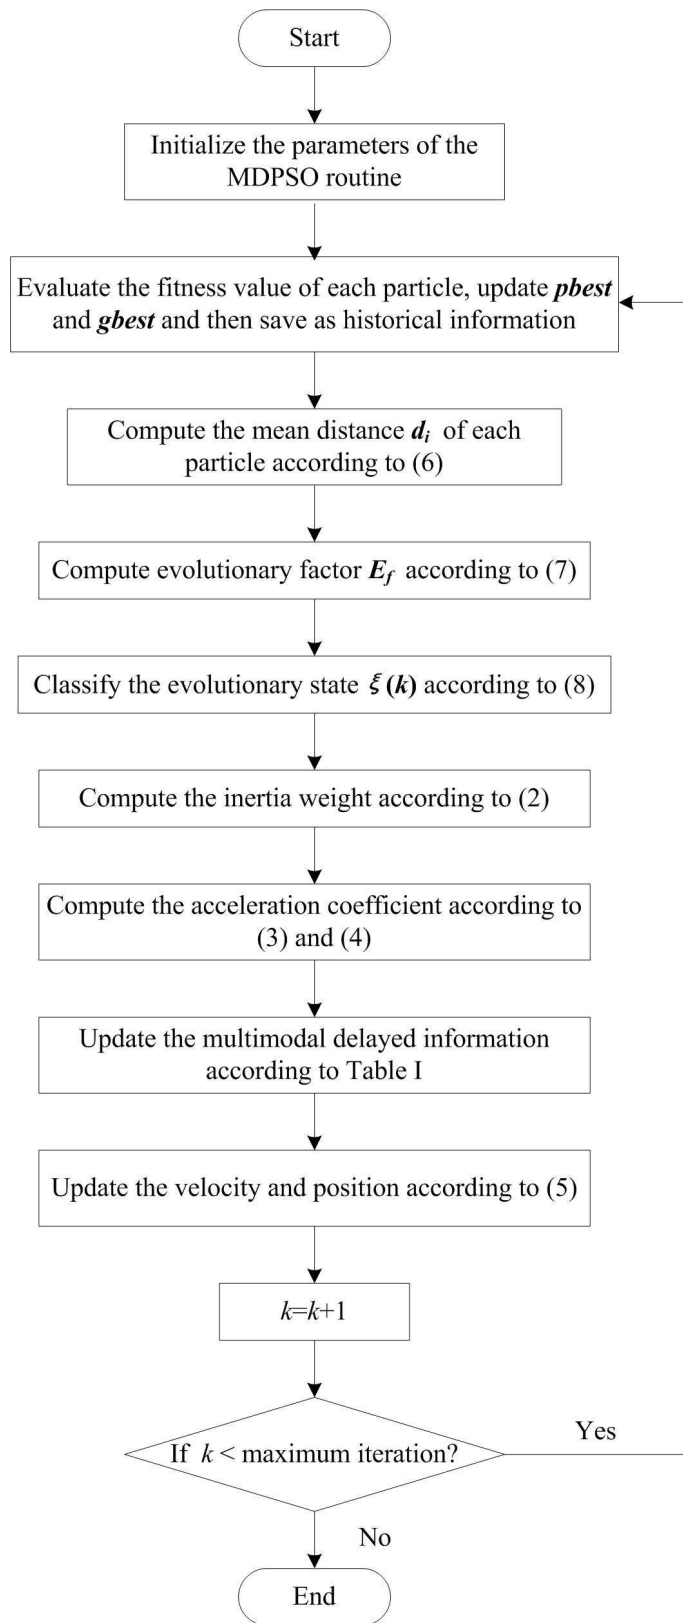 Start
Initialize the parameters of the
MDPSO routine
Evaluate the fitness value of each particle, update pbest
and gbest and then save as historical information
Compute the mean distance dᵢ of each
particle according to (6)
Compute evolutionary factor E_f according to (7)
Classify the evolutionary state ξ(k) according to (8)
Compute the inertia weight according to (2)
Compute the acceleration coefficient according to
(3) and (4)
Update the multimodal delayed information
according to Table I
Update the velocity and position according to (5)
k=k+1
If k < maximum iteration?
Yes
No
End